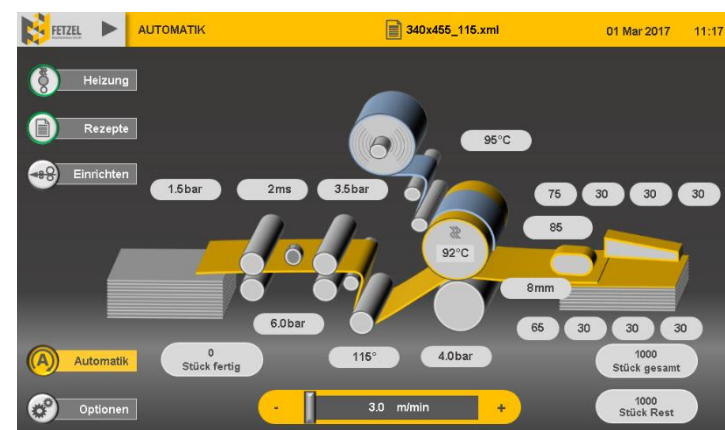 FETZEL
AUTOMATIK
340x455_115.xml
01 Mar 2017 11:17
Heizung
Rezepte
Einrichten
95°C
1.5bar 2ms 3.5bar
75 30 30 30
85
92°C
8mm
6.0bar
65 30 30 30
Automatik
0
Stück fertig
115° 4.0bar
1000
Stück gesamt
Optionen
- 3.0 m/min +
1000
Stück Rest